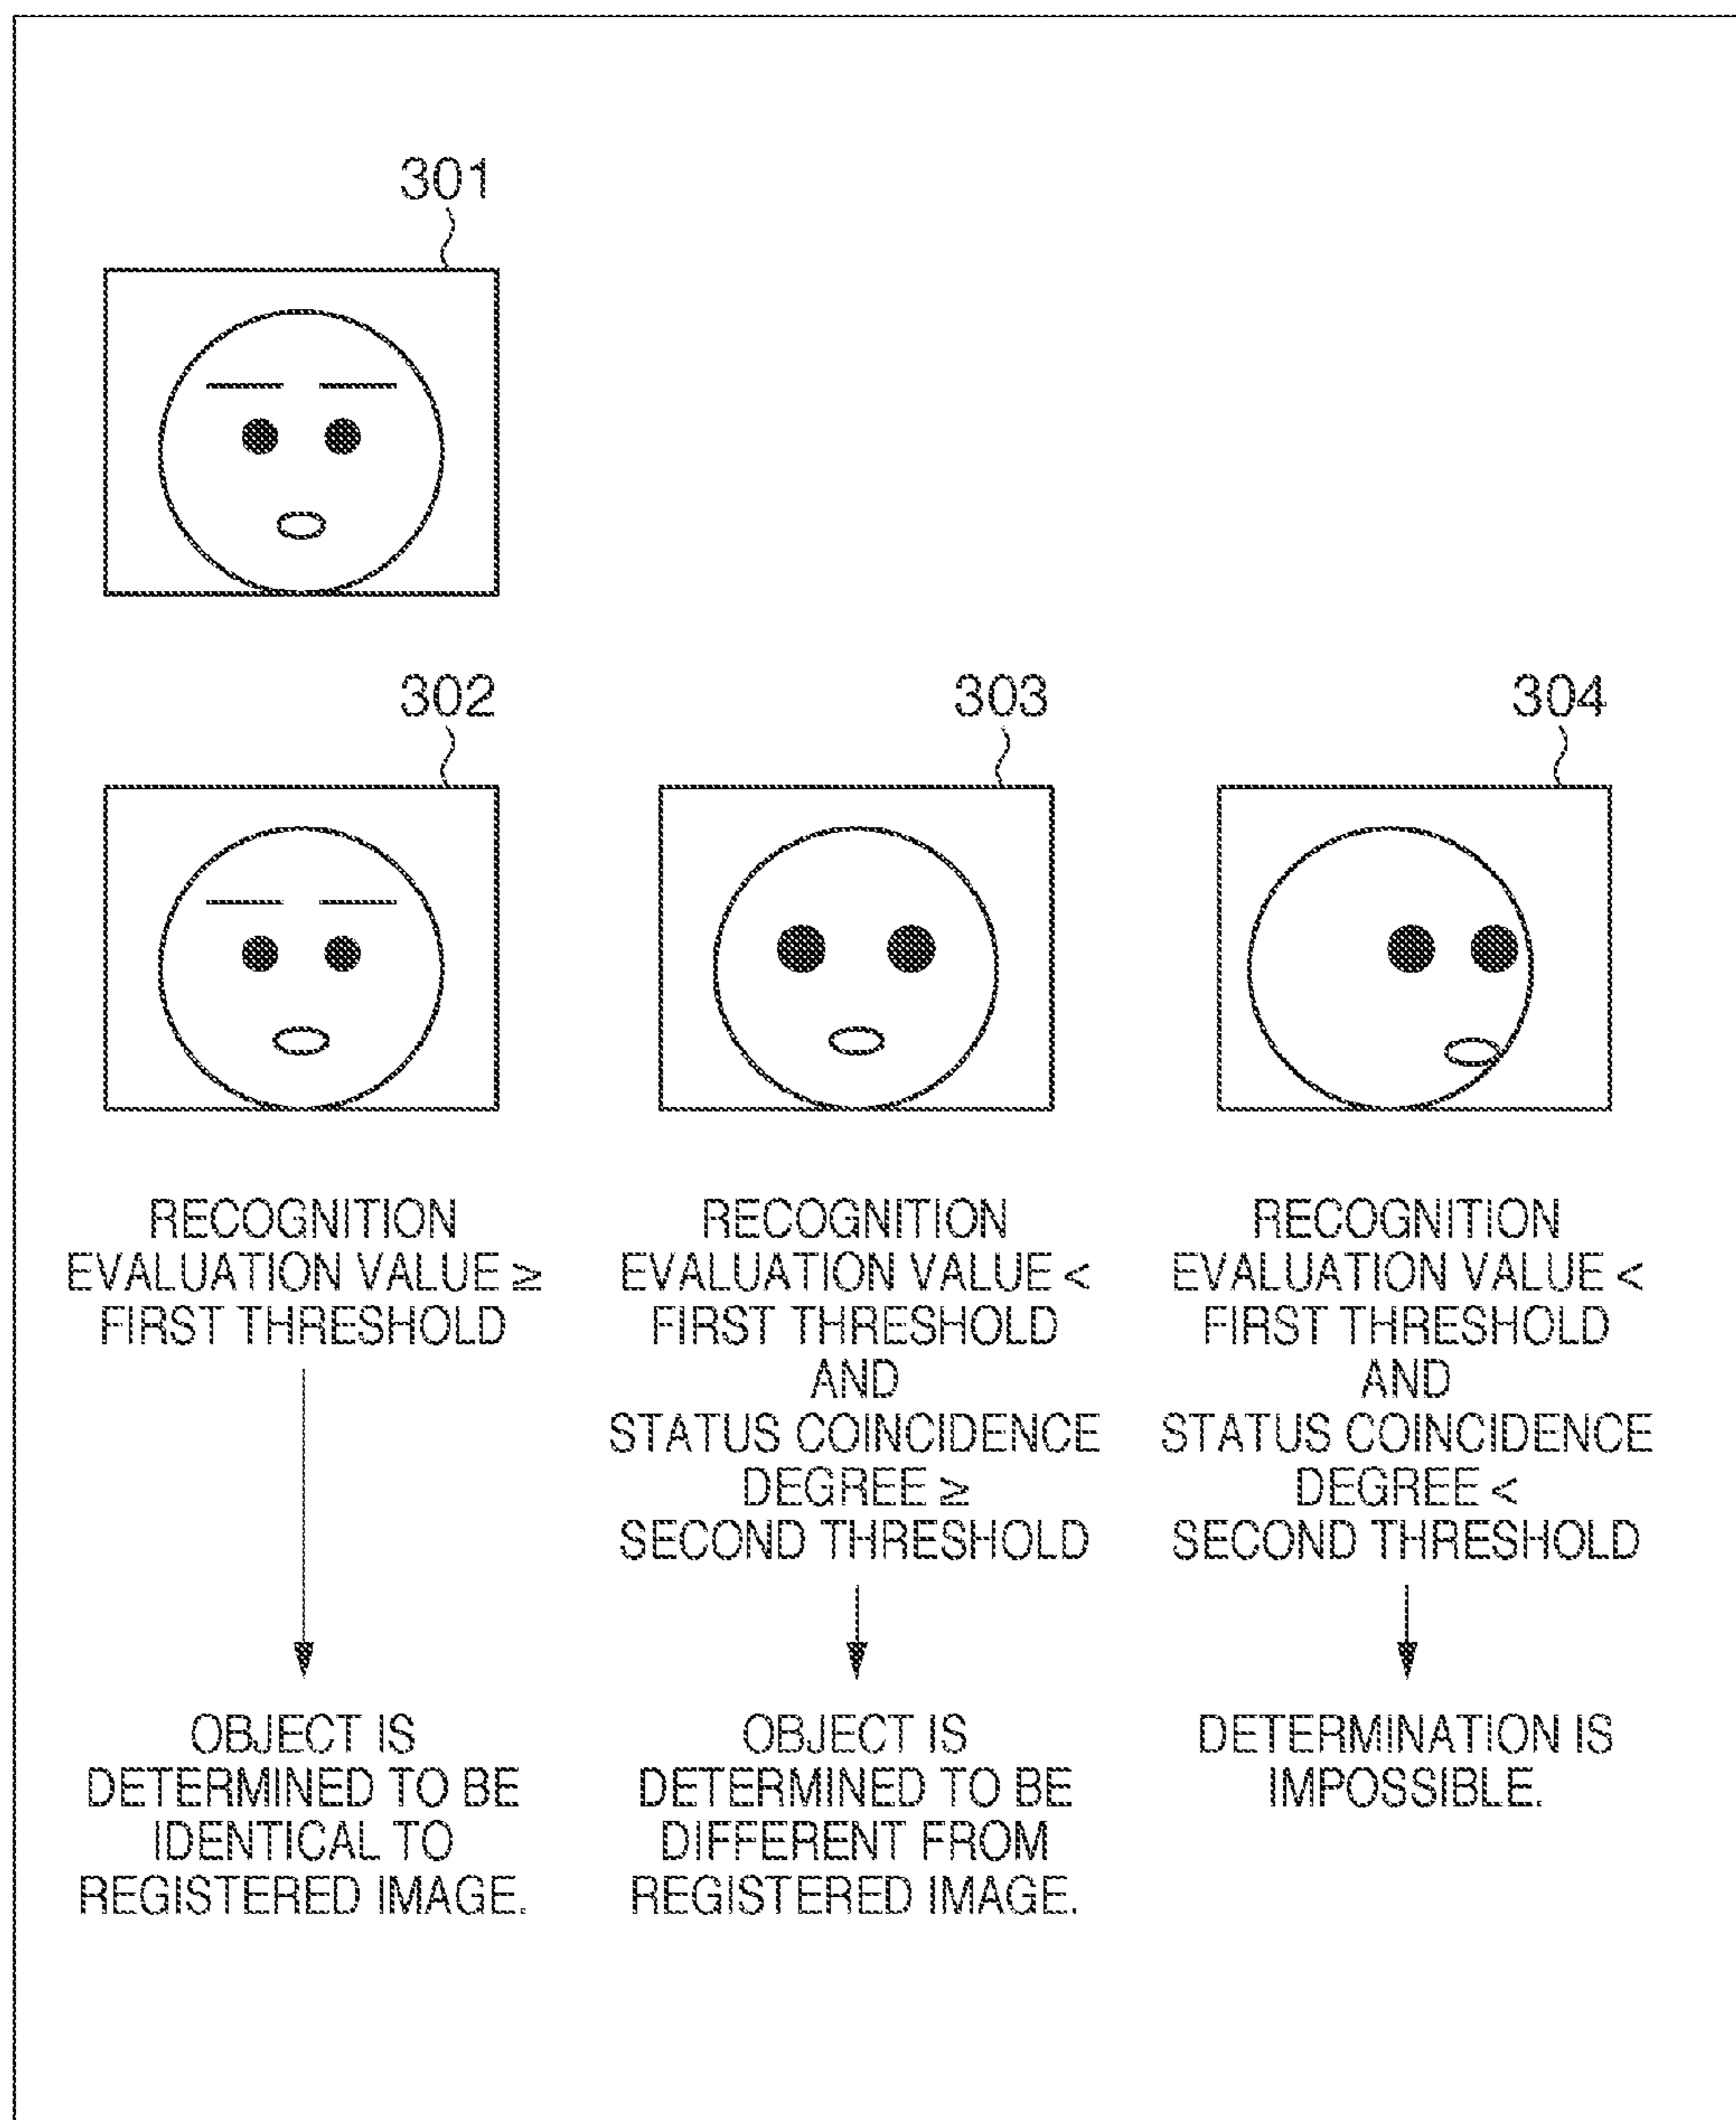 301
302
303
304
RECOGNITION
EVALUATION VALUE ≥
FIRST THRESHOLD
RECOGNITION
EVALUATION VALUE <
FIRST THRESHOLD
AND
STATUS COINCIDENCE
DEGREE ≥
SECOND THRESHOLD
RECOGNITION
EVALUATION VALUE <
FIRST THRESHOLD
AND
STATUS COINCIDENCE
DEGREE <
SECOND THRESHOLD
OBJECT IS
DETERMINED TO BE
IDENTICAL TO
REGISTERED IMAGE.
OBJECT IS
DETERMINED TO BE
DIFFERENT FROM
REGISTERED IMAGE.
DETERMINATION IS
IMPOSSIBLE.